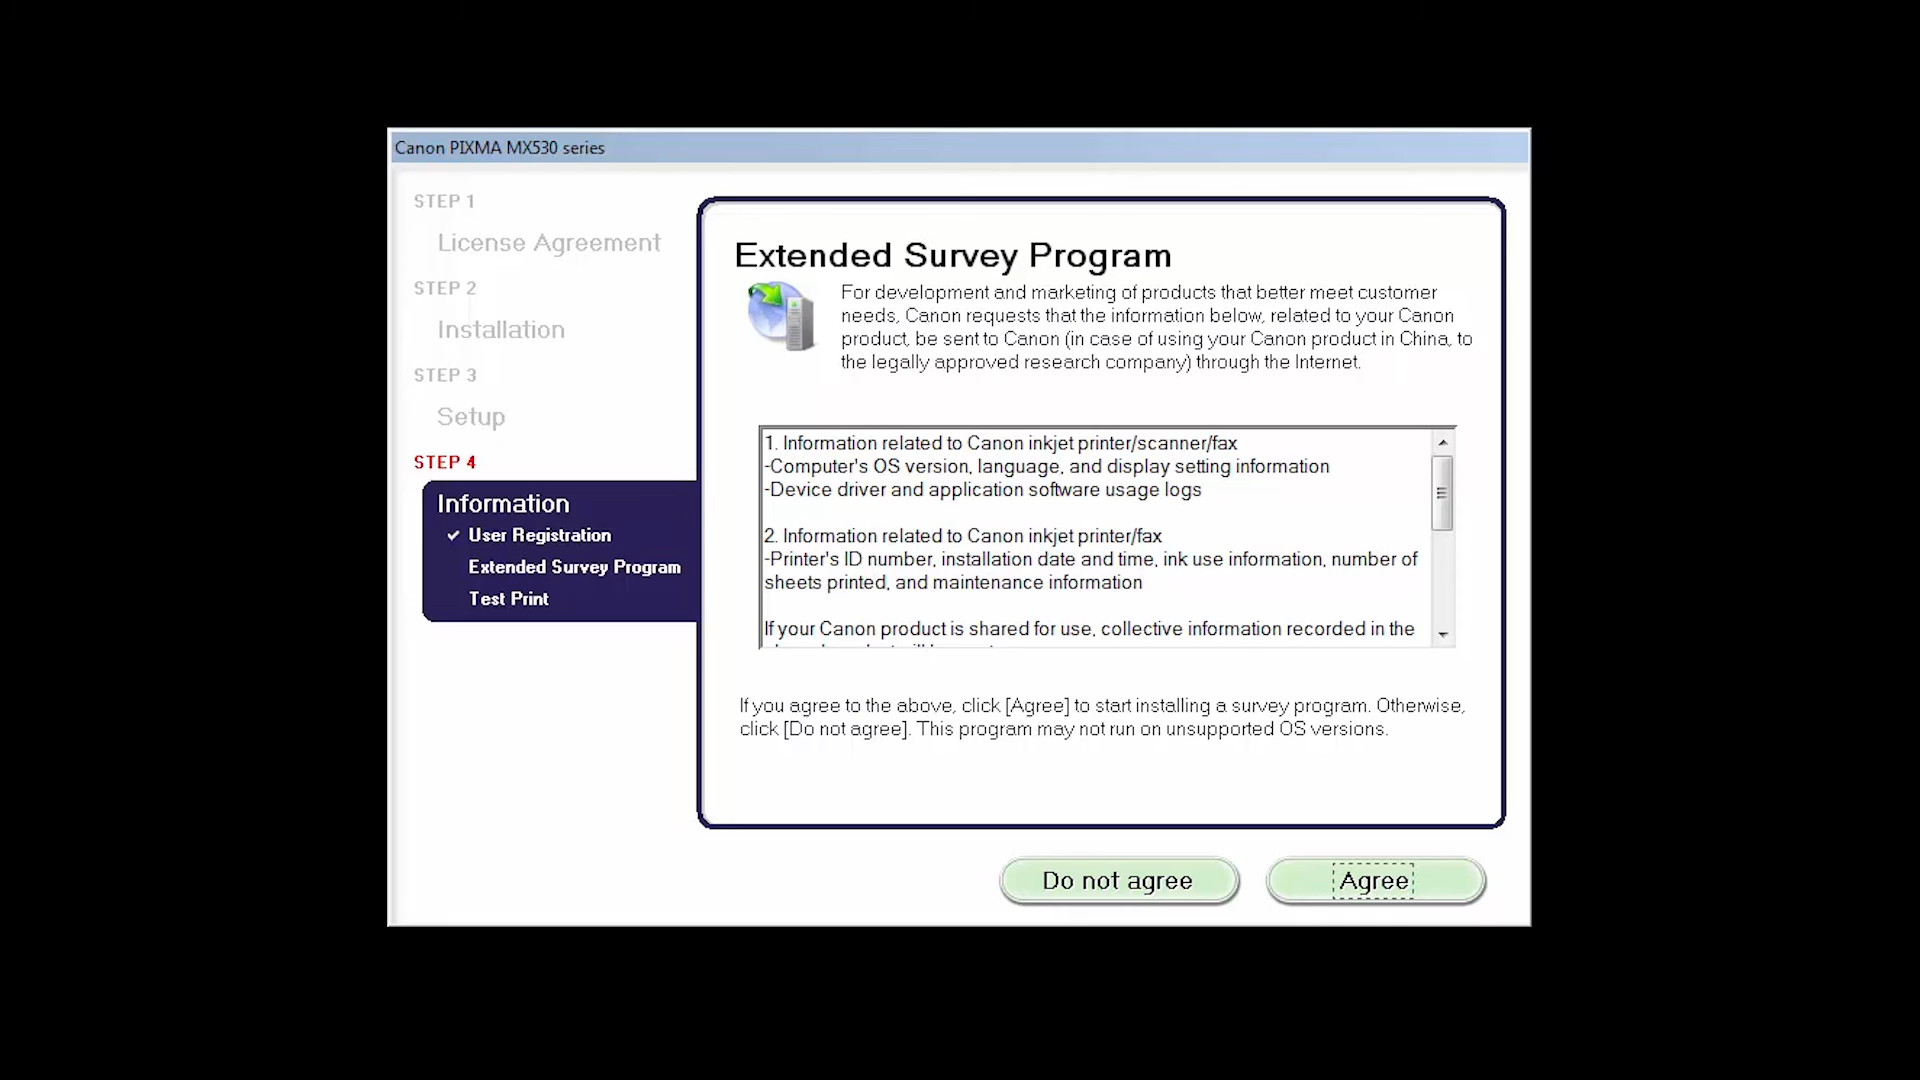 Canon PIXMA MX530 series
STEP 1
License Agreement
STEP 2
Installation
STEP 3
Setup
STEP 4
Information
User Registration
Extended Survey Program
Test Print
Extended Survey Program
For development and marketing of products that better meet customer
needs, Canon requests that the information below, related to your Canon
product, be sent to Canon (in case of using your Canon product in China, to
the legally approved research company) through the Internet.
1. Information related to Canon inkjet printer/scanner/fax
-Computer's OS version, language, and display setting information
-Device driver and application software usage logs
2. Information related to Canon inkjet printer/fax
-Printer's ID number, installation date and time, ink use information, number of
sheets printed, and maintenance information
If your Canon product is shared for use, collective information recorded in the
If you agree to the above, click [Agree] to start installing a survey program. Otherwise,
click [Do not agree]. This program may not run on unsupported OS versions.
Do not agree
Agree